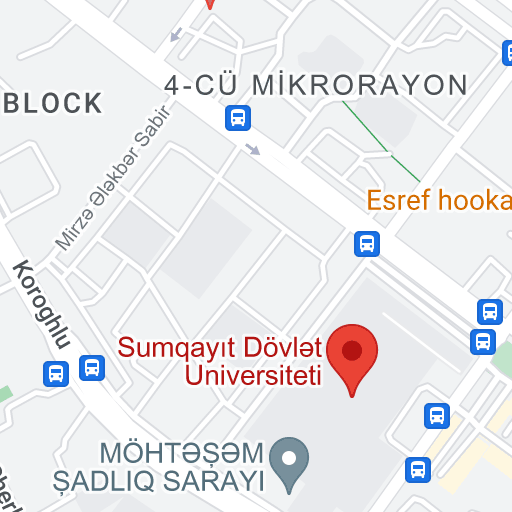 4-CÜ MİKRORAYON
BLOCK
Mirzə Ələkbər Sabir
Esref hooka
Koroghlu
Sumqayıt Dövlət
Universiteti
MÖHTƏŞƏM
ŞADLIQ SARAYI